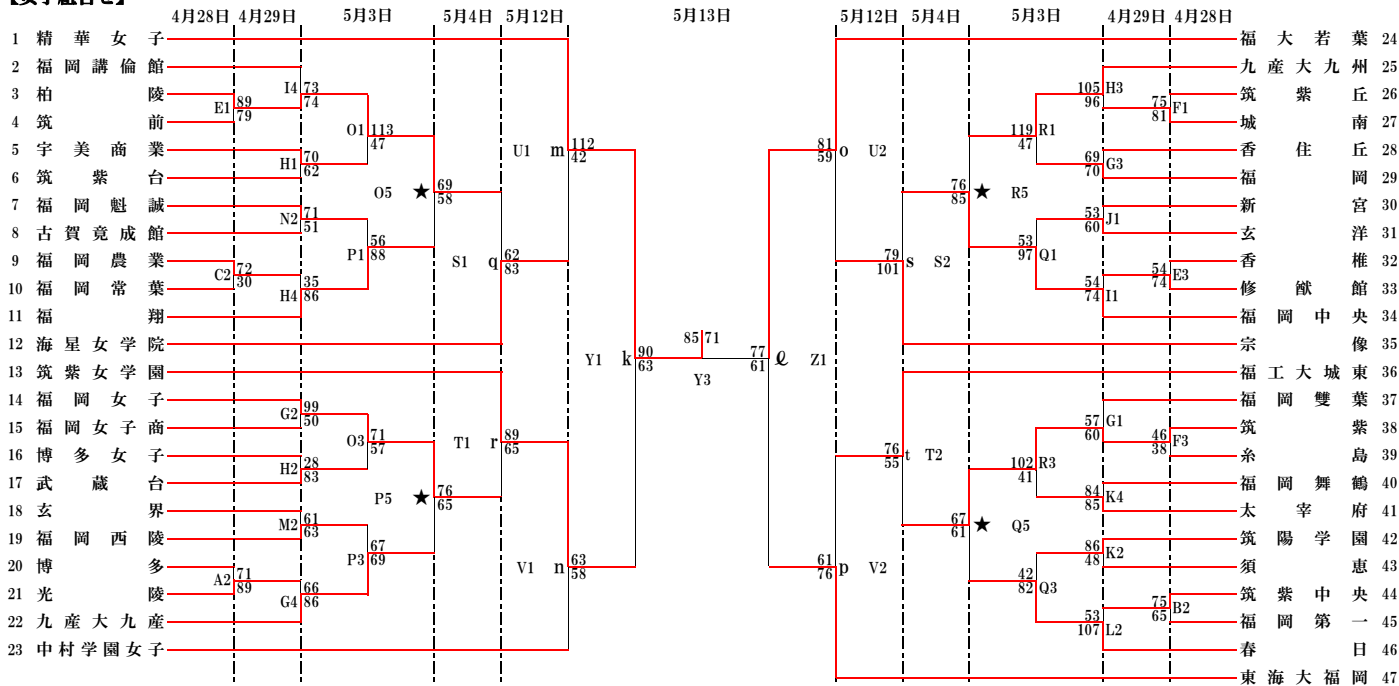 4月28日 4月29日 5月3日 5月4日 5月12日 5月13日 5月12日 5月4日 5月3日 4月29日 4月28日
1 精華女子
2 福岡講倫館
3 柏陵
4 筑前
5 宇美商業
6 筑紫台
7 福岡魁誠
8 古賀竟成館
9 福岡農業
10 福岡常葉
11 福翔
12 海星女学院
13 筑紫女学園
14 福岡女子
15 福岡女子商
16 博多女子
17 武蔵台
18 玄界
19 福岡西陵
20 博多
21 光陵
22 九産大九産
23 中村学園女子
E1 89 79
C2 72 30
A2 71 89
I4 73 74
H1 70 62
N2 71 51
H4 35 86
G2 99 50
H2 28 83
M2 61 63
G4 66 86
O1 113 47
P1 56 88
O3 71 57
P3 67 69
O5 ★ 69 58
P5 ★ 76 65
S1 q 62 83
T1 r 89 65
U1 m 112 42
V1 n 63 58
Y1 k 90 63
85 71
Y3
77 61 ℓ Z1
81 59 o U2
61 76 p V2
79 101 s S2
76 55 t T2
76 85 ★ R5
67 61 ★ Q5
119 47 R1
53 97 Q1
102 41 R3
42 82 Q3
105 96 H3
69 70 G3
53 60 J1
54 74 I1
57 60 G1
84 85 K4
86 48 K2
53 107 L2
75 81 F1
54 74 E3
46 38 F3
75 65 B2
福大若葉 24
九産大九州 25
筑紫丘 26
城南 27
香住丘 28
福岡 29
新宮 30
玄洋 31
香椎 32
修猷館 33
福岡中央 34
宗像 35
福工大城東 36
福岡雙葉 37
筑紫 38
糸島 39
福岡舞鶴 40
太宰府 41
筑陽学園 42
須恵 43
筑紫中央 44
福岡第一 45
春日 46
東海大福岡 47